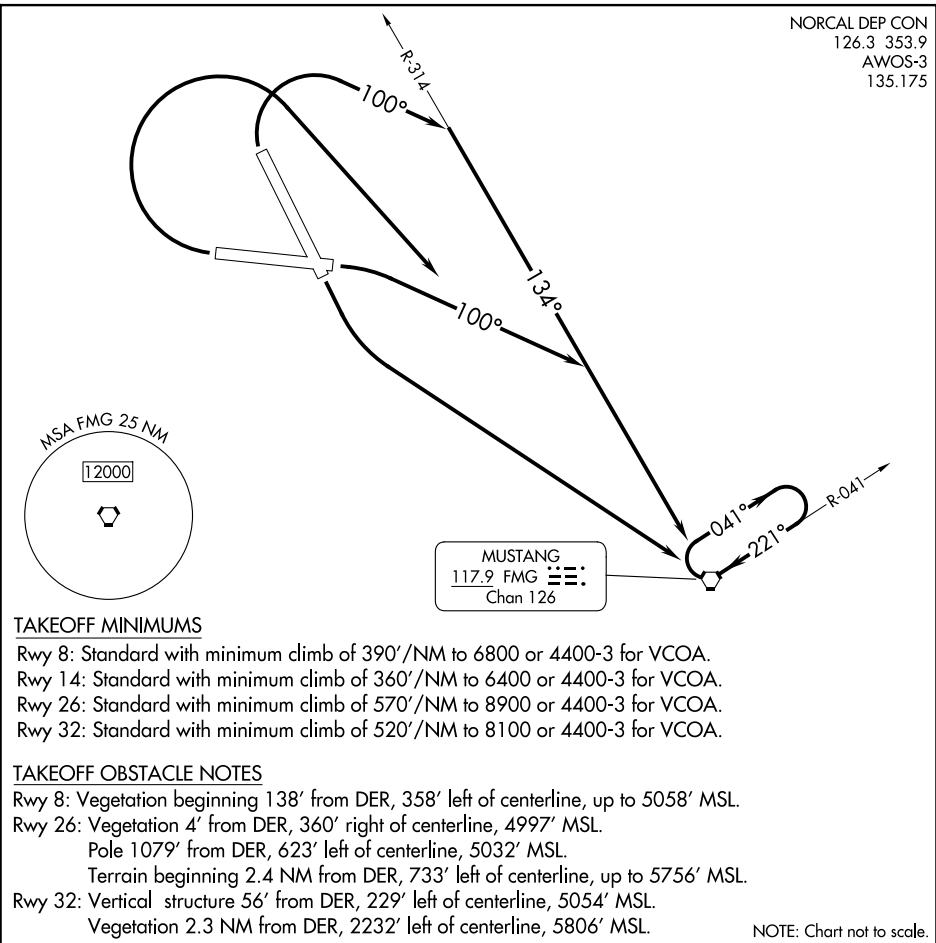 NORCAL DEP CON
126.3 353.9
AWOS-3
135.175
R-314
100°
134°
100°
MSA FMG 25 NM
12000
041°
R-041
221°
MUSTANG
117.9 FMG
Chan 126
TAKEOFF MINIMUMS
Rwy 8: Standard with minimum climb of 390'/NM to 6800 or 4400-3 for VCOA.
Rwy 14: Standard with minimum climb of 360'/NM to 6400 or 4400-3 for VCOA.
Rwy 26: Standard with minimum climb of 570'/NM to 8900 or 4400-3 for VCOA.
Rwy 32: Standard with minimum climb of 520'/NM to 8100 or 4400-3 for VCOA.
TAKEOFF OBSTACLE NOTES
Rwy 8: Vegetation beginning 138' from DER, 358' left of centerline, up to 5058' MSL.
Rwy 26: Vegetation 4' from DER, 360' right of centerline, 4997' MSL.
Pole 1079' from DER, 623' left of centerline, 5032' MSL.
Terrain beginning 2.4 NM from DER, 733' left of centerline, up to 5756' MSL.
Rwy 32: Vertical structure 56' from DER, 229' left of centerline, 5054' MSL.
Vegetation 2.3 NM from DER, 2232' left of centerline, 5806' MSL.
NOTE: Chart not to scale.